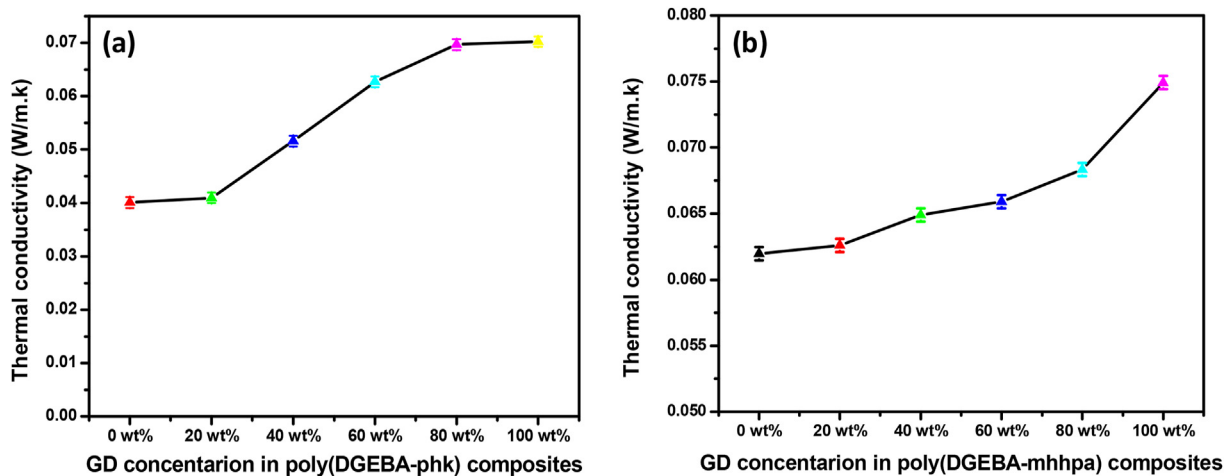 (a)
Thermal conductivity (W/m.k)
0.07
0.06
0.05
0.04
0.03
0.02
0.01
0.00
0 wt% 20 wt% 40 wt% 60 wt% 80 wt% 100 wt%
GD concentarion in poly(DGEBA-phk) composites
(b)
Thermal conductivity (W/m.k)
0.080
0.075
0.070
0.065
0.060
0.055
0.050
0 wt% 20 wt% 40 wt% 60 wt% 80 wt% 100 wt%
GD concentarion in poly(DGEBA-mhhpa) composites